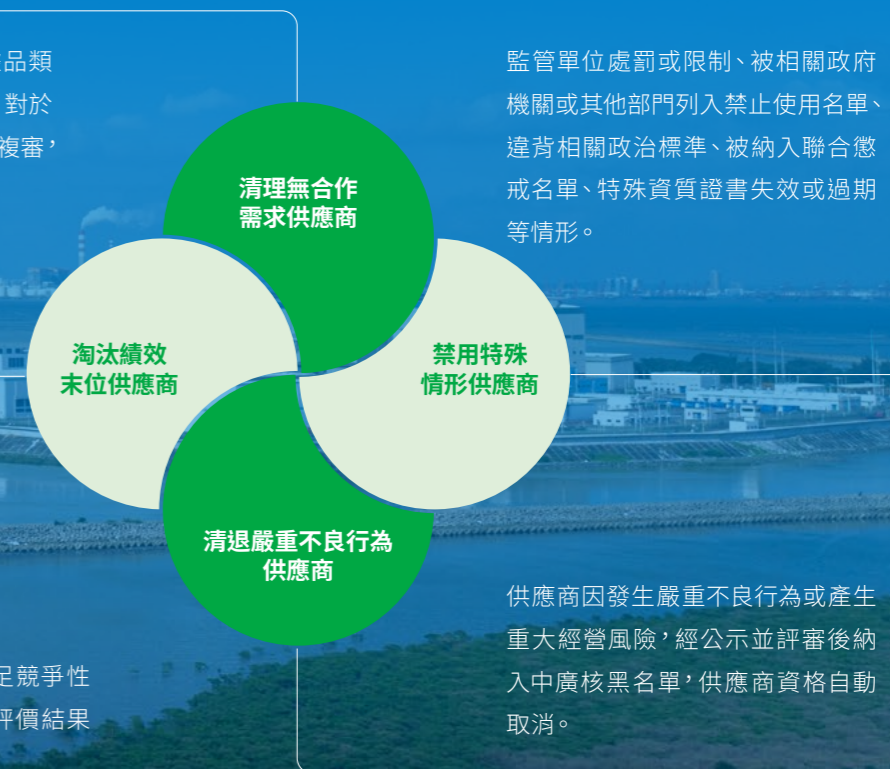 品類
對於
複審，
監管單位處罰或限制、被相關政府
機關或其他部門列入禁止使用名單、
違背相關政治標準、被納入聯合懲
戒名單、特殊資質證書失效或過期
等情形。
清理無合作
需求供應商
淘汰績效
末位供應商
禁用特殊
情形供應商
清退嚴重不良行為
供應商
足競爭性
評價結果
供應商因發生嚴重不良行為或產生
重大經營風險，經公示並評審後納
入中廣核黑名單，供應商資格自動
取消。